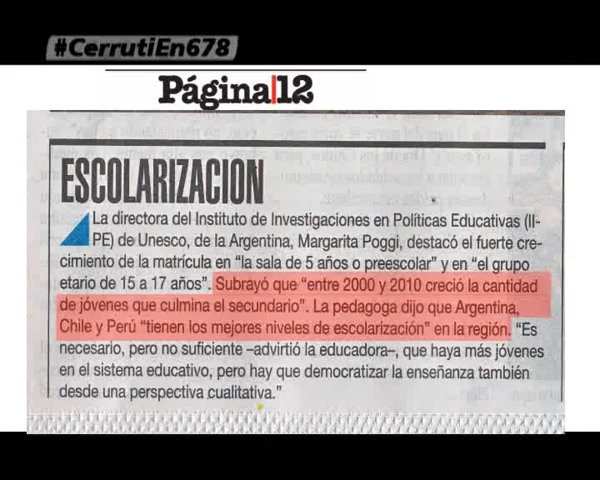 #CerrutiEn678
Página|12
ESCOLARIZACION
La directora del Instituto de Investigaciones en Políticas Educativas (II-
PE) de Unesco, de la Argentina, Margarita Poggi, destacó el fuerte cre-
cimiento de la matrícula en “la sala de 5 años o preescolar” y en “el grupo
etario de 15 a 17 años”. Subrayó que “entre 2000 y 2010 creció la cantidad
de jóvenes que culmina el secundario”. La pedagoga dijo que Argentina,
Chile y Perú “tienen los mejores niveles de escolarización” en la región. “Es
necesario, pero no suficiente –advirtió la educadora–, que haya más jóvenes
en el sistema educativo, pero hay que democratizar la enseñanza también
desde una perspectiva cualitativa.”